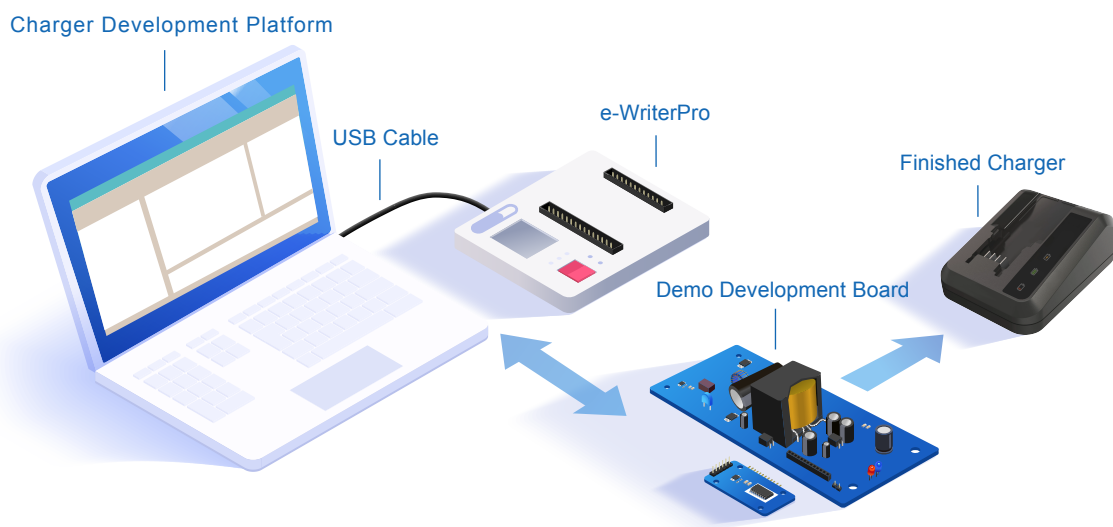 Charger Development Platform
USB Cable
e-WriterPro
Finished Charger
Demo Development Board